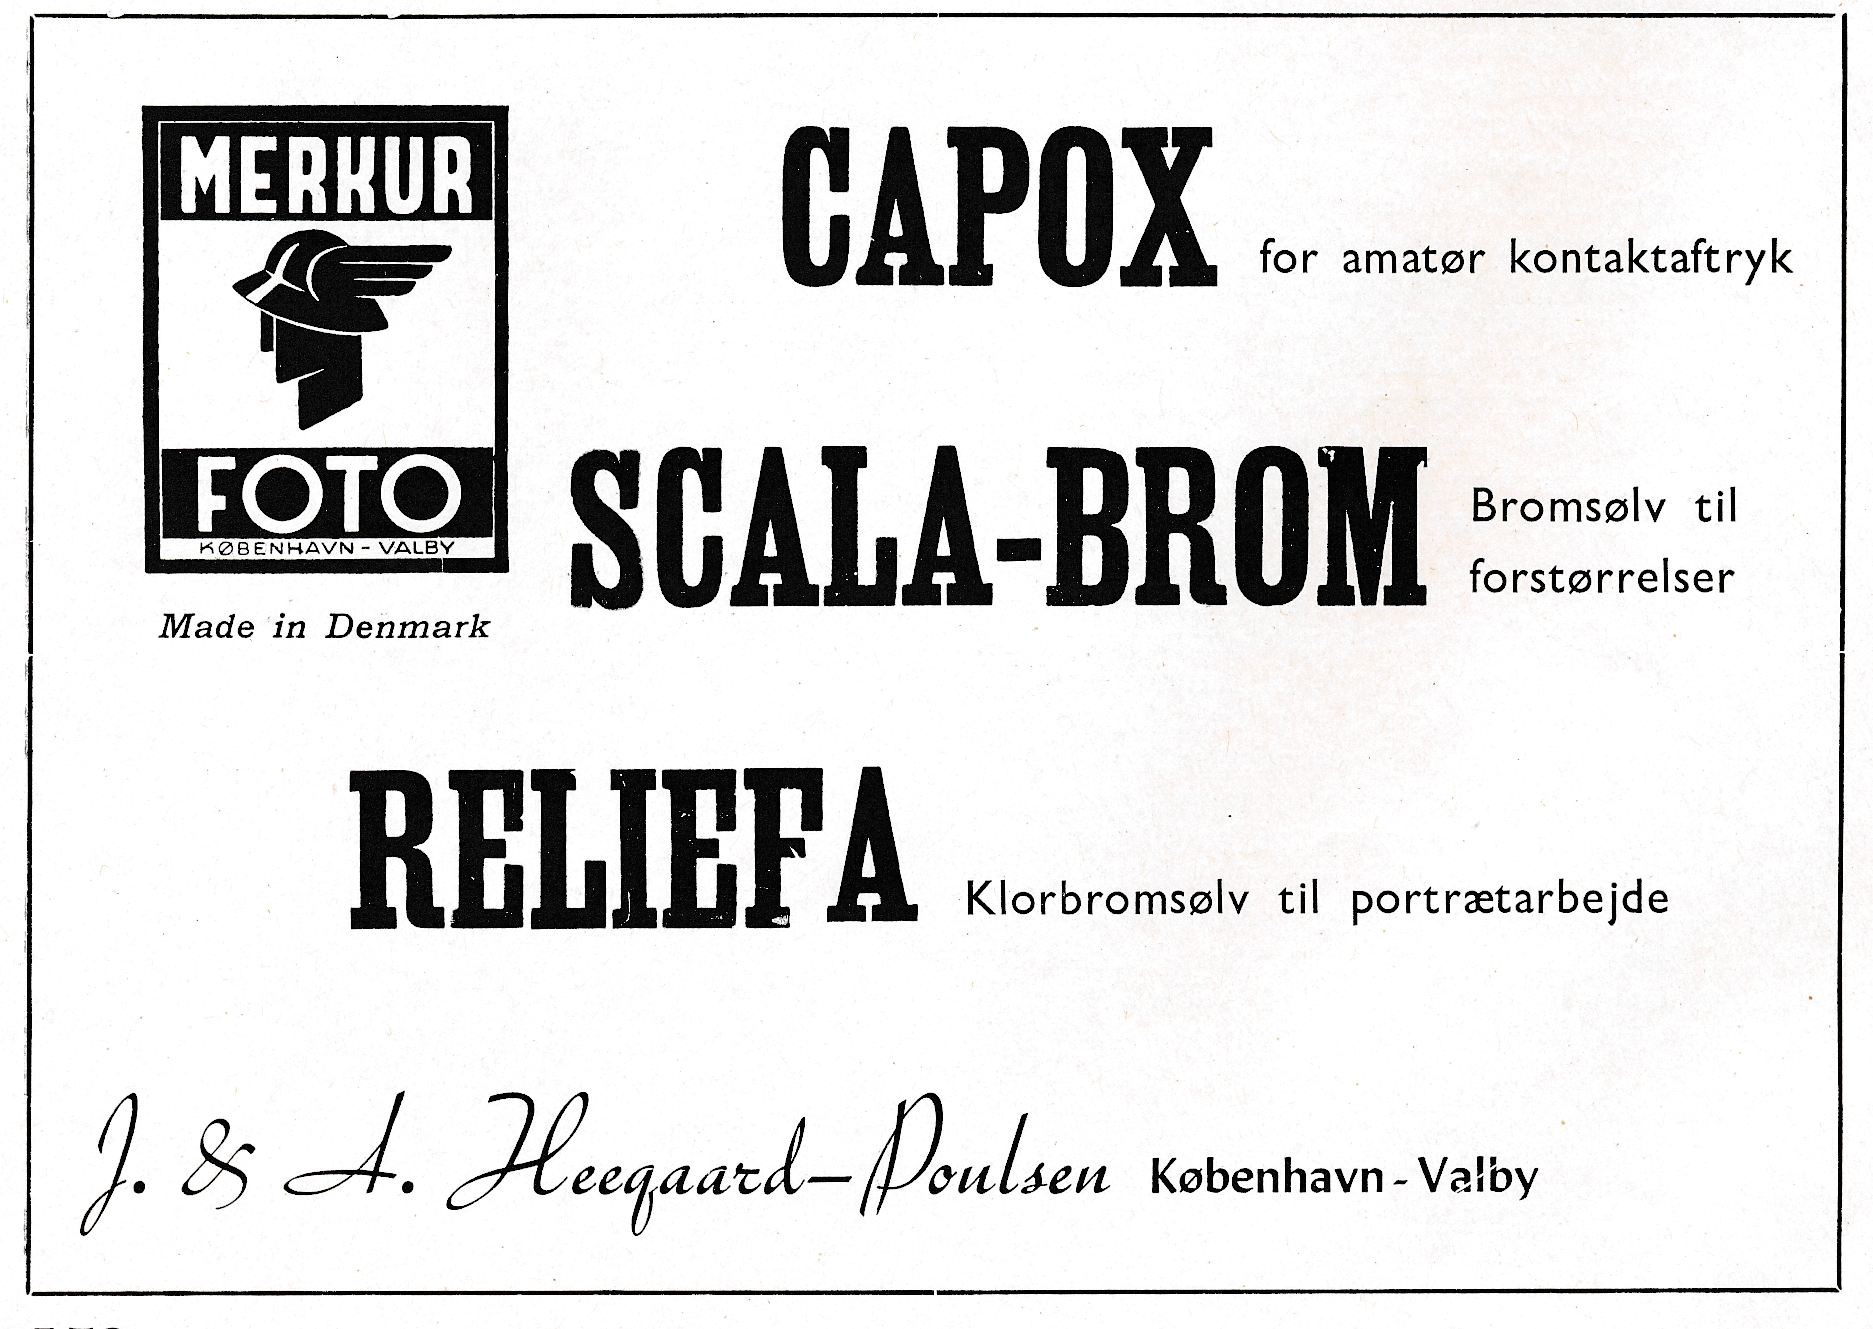 MERKUR
FOTO
KØBENHAVN - VALBY
Made in Denmark
CAPOX for amatør kontaktaftryk
SCALA-BROM Bromsølv til
forstørrelser
RELIEFA Klorbromsølv til portrætarbejde
J. & A. Heegaard-Poulsen København - Valby